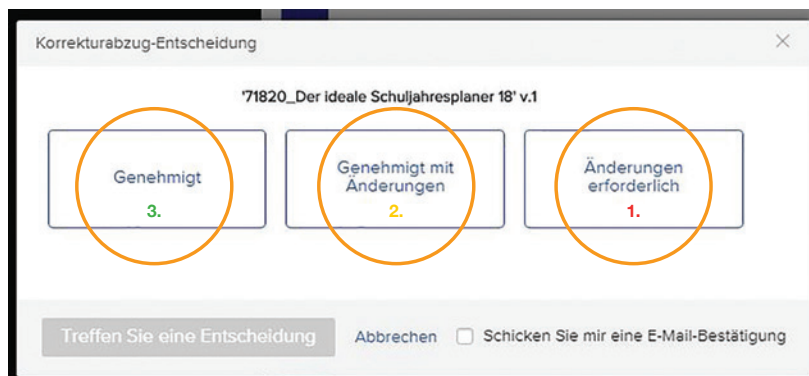 Korrekturabzug-Entscheidung
'71820_Der ideale Schuljahresplaner 18' v.1
Genehmigt
3.
Genehmigt mit
Änderungen
2.
Änderungen
erforderlich
1.
Treffen Sie eine Entscheidung
Abbrechen
Schicken Sie mir eine E-Mail-Bestätigung